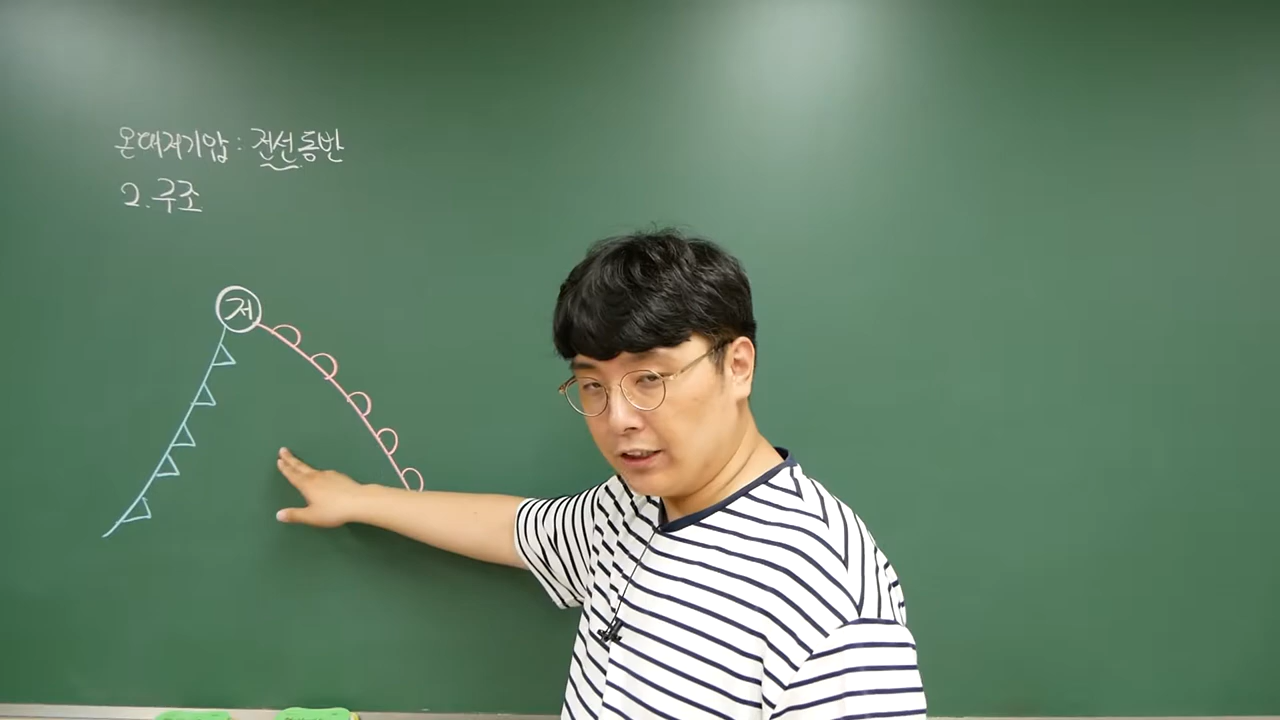 온대저기압 : 전선동반
2. 구조
저